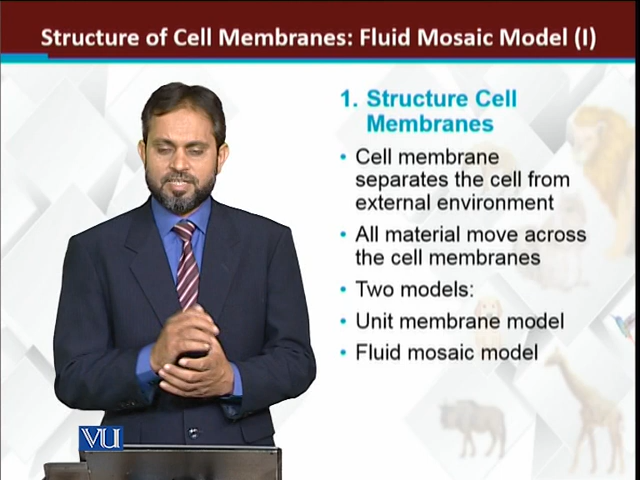 Structure of Cell Membranes: Fluid Mosaic Model (I)
1. Structure Cell
Membranes
• Cell membrane
separates the cell from
external environment
• All material move across
the cell membranes
• Two models:
• Unit membrane model
• Fluid mosaic model
VU